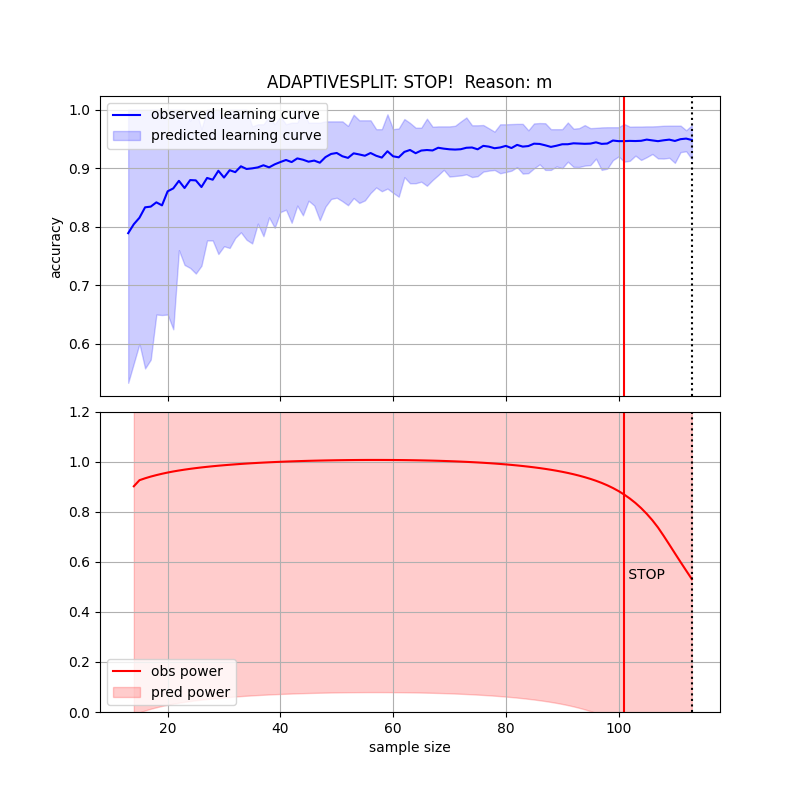 ADAPTIVESPLIT: STOP!  Reason: m
observed learning curve
predicted learning curve
accuracy
1.0
0.9
0.8
0.7
0.6
1.2
1.0
0.8
0.6
0.4
0.2
0.0
STOP
obs power
pred power
20 40 60 80 100
sample size